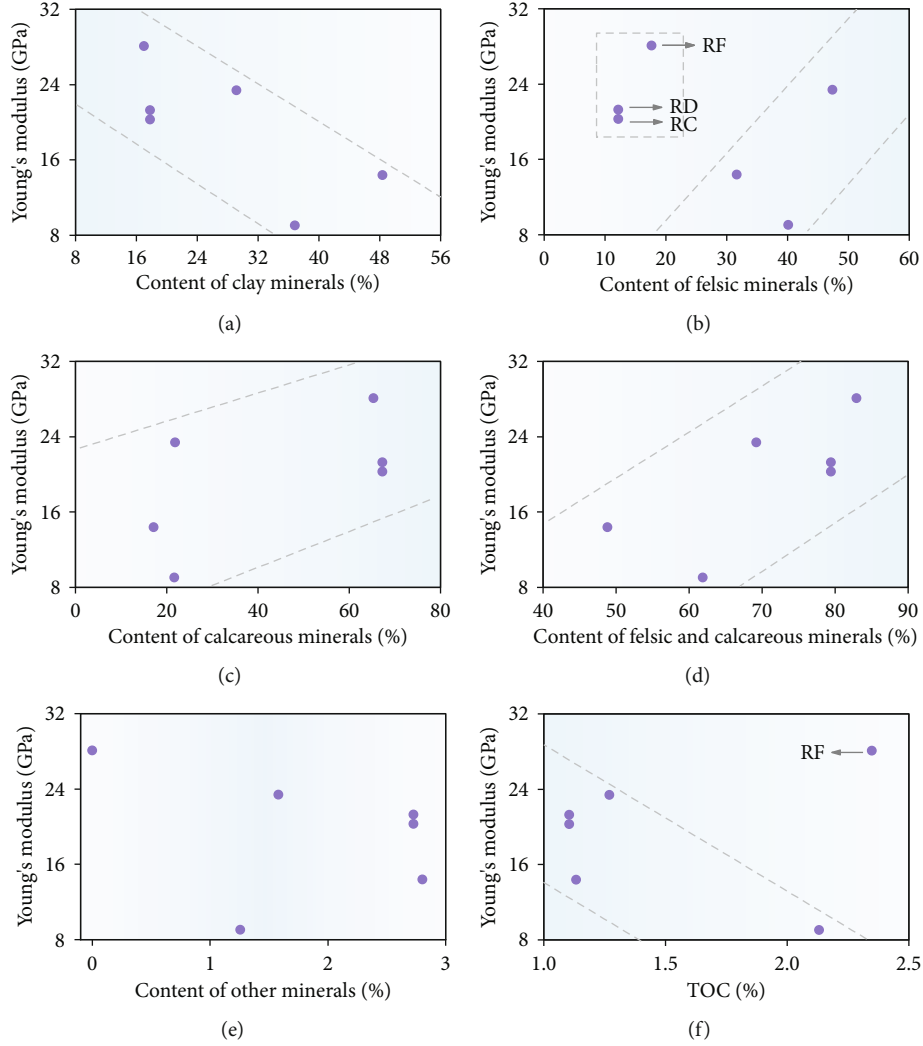 32
24
16
8
Young's modulus (GPa)
8 16 24 32 40 48 56
Content of clay minerals (%)
(a)
32
24
16
8
Young's modulus (GPa)
RF
RD
RC
0 10 20 30 40 50 60
Content of felsic minerals (%)
(b)
32
24
16
8
Young's modulus (GPa)
0 20 40 60 80
Content of calcareous minerals (%)
(c)
32
24
16
8
Young's modulus (GPa)
40 50 60 70 80 90
Content of felsic and calcareous minerals (%)
(d)
32
24
16
8
Young's modulus (GPa)
0 1 2 3
Content of other minerals (%)
(e)
32
24
16
8
Young's modulus (GPa)
RF
1.0 1.5 2.0 2.5
TOC (%)
(f)